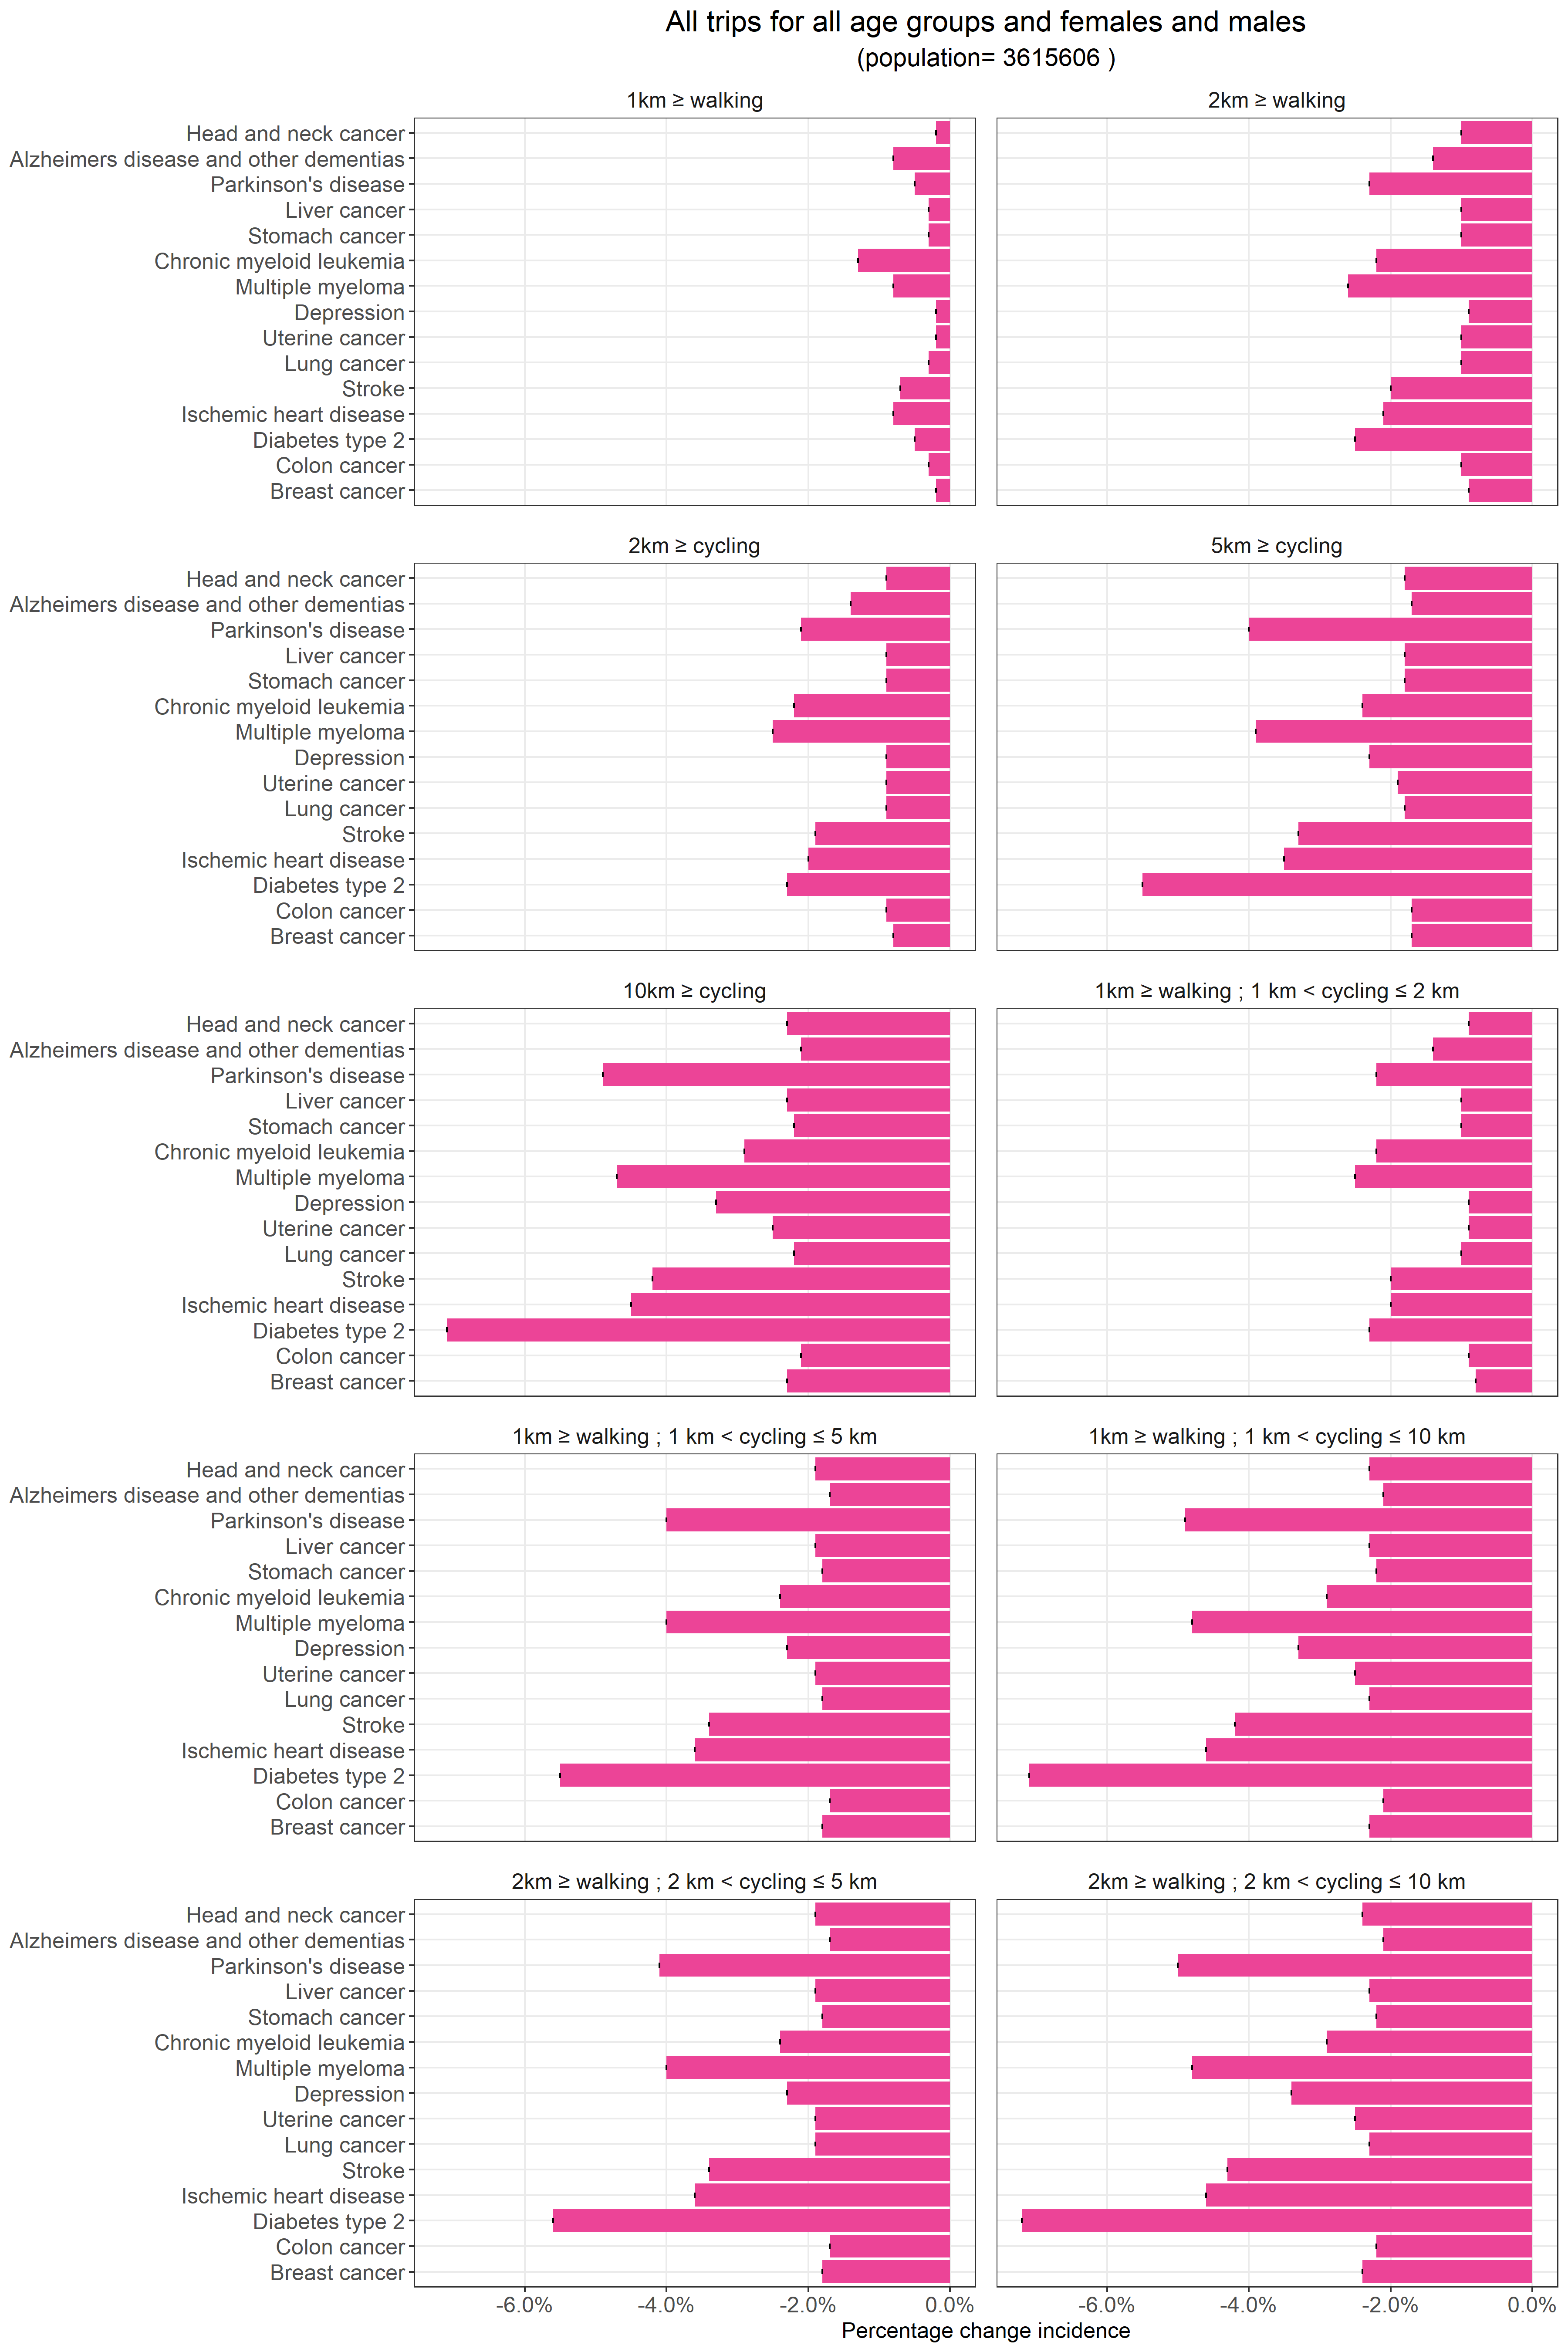 All trips for all age groups and females and males
(population= 3615606 )
1km ≥ walking
2km ≥ walking
Head and neck cancer
Alzheimers disease and other dementias
Parkinson's disease
Liver cancer
Stomach cancer
Chronic myeloid leukemia
Multiple myeloma
Depression
Uterine cancer
Lung cancer
Stroke
Ischemic heart disease
Diabetes type 2
Colon cancer
Breast cancer
2km ≥ cycling
5km ≥ cycling
Head and neck cancer
Alzheimers disease and other dementias
Parkinson's disease
Liver cancer
Stomach cancer
Chronic myeloid leukemia
Multiple myeloma
Depression
Uterine cancer
Lung cancer
Stroke
Ischemic heart disease
Diabetes type 2
Colon cancer
Breast cancer
10km ≥ cycling
1km ≥ walking ; 1 km < cycling ≤ 2 km
Head and neck cancer
Alzheimers disease and other dementias
Parkinson's disease
Liver cancer
Stomach cancer
Chronic myeloid leukemia
Multiple myeloma
Depression
Uterine cancer
Lung cancer
Stroke
Ischemic heart disease
Diabetes type 2
Colon cancer
Breast cancer
1km ≥ walking ; 1 km < cycling ≤ 5 km
1km ≥ walking ; 1 km < cycling ≤ 10 km
Head and neck cancer
Alzheimers disease and other dementias
Parkinson's disease
Liver cancer
Stomach cancer
Chronic myeloid leukemia
Multiple myeloma
Depression
Uterine cancer
Lung cancer
Stroke
Ischemic heart disease
Diabetes type 2
Colon cancer
Breast cancer
2km ≥ walking ; 2 km < cycling ≤ 5 km
2km ≥ walking ; 2 km < cycling ≤ 10 km
Head and neck cancer
Alzheimers disease and other dementias
Parkinson's disease
Liver cancer
Stomach cancer
Chronic myeloid leukemia
Multiple myeloma
Depression
Uterine cancer
Lung cancer
Stroke
Ischemic heart disease
Diabetes type 2
Colon cancer
Breast cancer
-6.0% -4.0% -2.0% 0.0% -6.0% -4.0% -2.0% 0.0%
Percentage change incidence